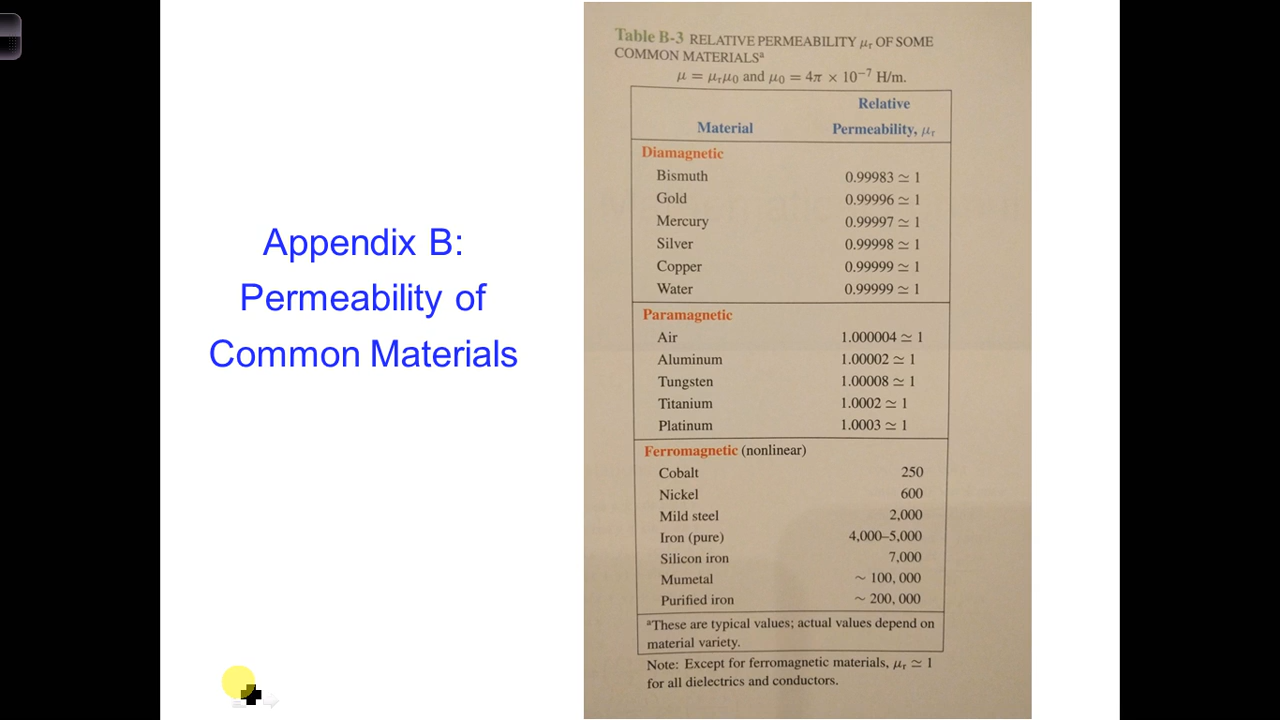 Appendix B:
Permeability of
Common Materials
Table B-3 RELATIVE PERMEABILITY μᵣ OF SOME
COMMON MATERIALSᵃ
μ = μᵣμ₀ and μ₀ = 4π × 10⁻⁷ H/m.
Relative
Material Permeability, μᵣ
Diamagnetic
Bismuth 0.99983 ≃ 1
Gold 0.99996 ≃ 1
Mercury 0.99997 ≃ 1
Silver 0.99998 ≃ 1
Copper 0.99999 ≃ 1
Water 0.99999 ≃ 1
Paramagnetic
Air 1.000004 ≃ 1
Aluminum 1.00002 ≃ 1
Tungsten 1.00008 ≃ 1
Titanium 1.0002 ≃ 1
Platinum 1.0003 ≃ 1
Ferromagnetic (nonlinear)
Cobalt 250
Nickel 600
Mild steel 2,000
Iron (pure) 4,000–5,000
Silicon iron 7,000
Mumetal ~ 100, 000
Purified iron ~ 200, 000
ᵃThese are typical values; actual values depend on
material variety.
Note: Except for ferromagnetic materials, μᵣ ≃ 1
for all dielectrics and conductors.